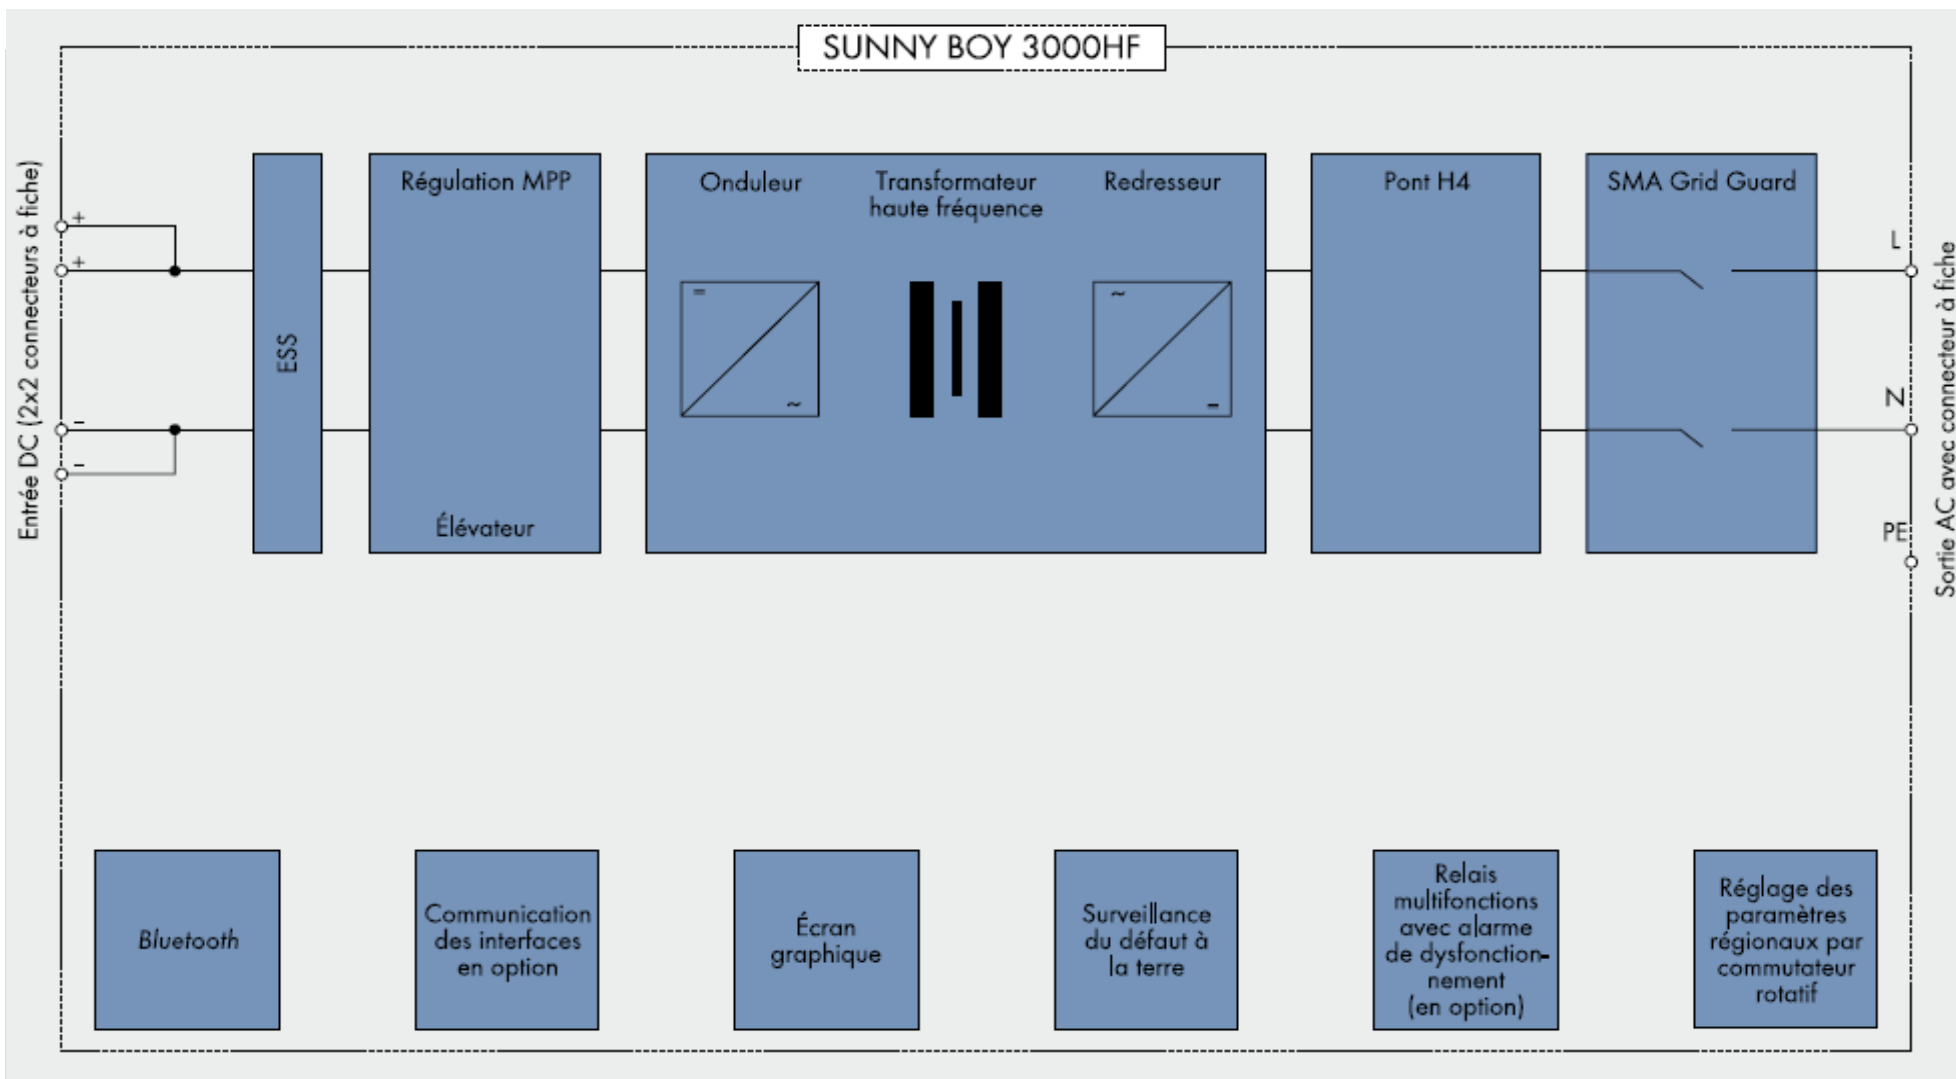 SUNNY BOY 3000HF
Entrée DC (2x2 connecteurs à fiche)
+
+
-
-
ESS
Régulation MPP
Élévateur
Onduleur
Transformateur
haute fréquence
Redresseur
=
~
~
=
Pont H4
SMA Grid Guard
L
N
PE
Sortie AC avec connecteur à fiche
Bluetooth
Communication
des interfaces
en option
Écran
graphique
Surveillance
du défaut à
la terre
Relais
multifonctions
avec alarme
de dysfonction-
nement
(en option)
Réglage des
paramètres
régionaux par
commutateur
rotatif